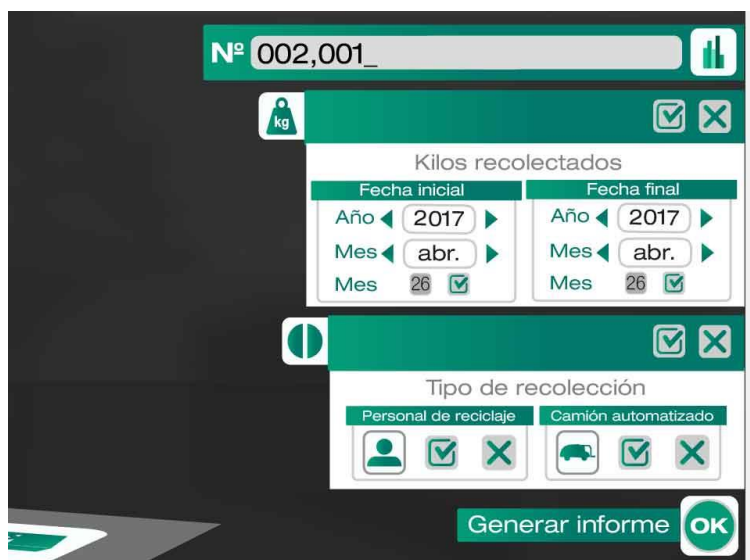 Nº 002,001_
kg
Kilos recolectados
Fecha inicial
Año 2017
Mes abr.
Mes 26
Fecha final
Año 2017
Mes abr.
Mes 26
Tipo de recolección
Personal de reciclaje
Camión automatizado
Generar informe OK